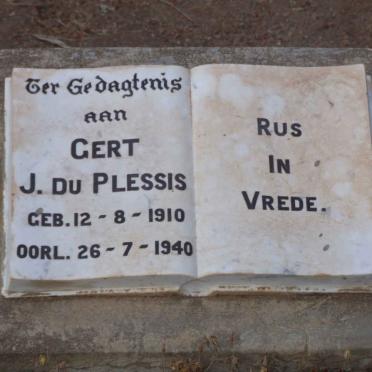 Ter Gedagtenis
aan
GERT
J. DU PLESSIS
GEB. 12 - 8 - 1910
OORL. 26 - 7 - 1940
RUS
IN
VREDE.